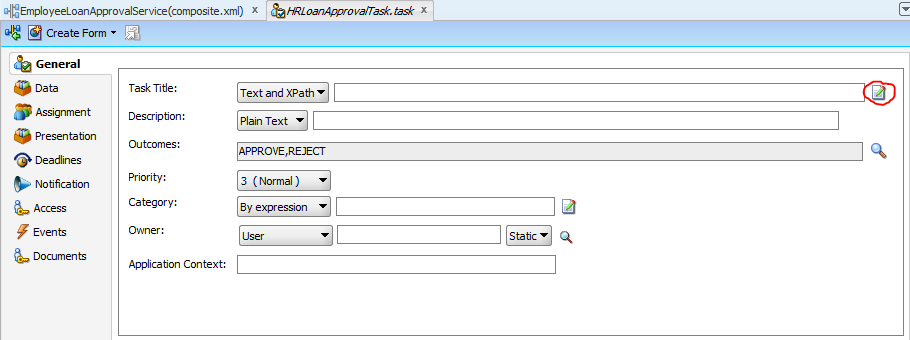 EmployeeLoanApprovalService(composite.xml) x HRLoanApprovalTask.task x
Create Form
General
Data
Assignment
Presentation
Deadlines
Notification
Access
Events
Documents
Task Title: Text and XPath
Description: Plain Text
Outcomes: APPROVE,REJECT
Priority: 3 (Normal)
Category: By expression
Owner: User Static
Application Context: